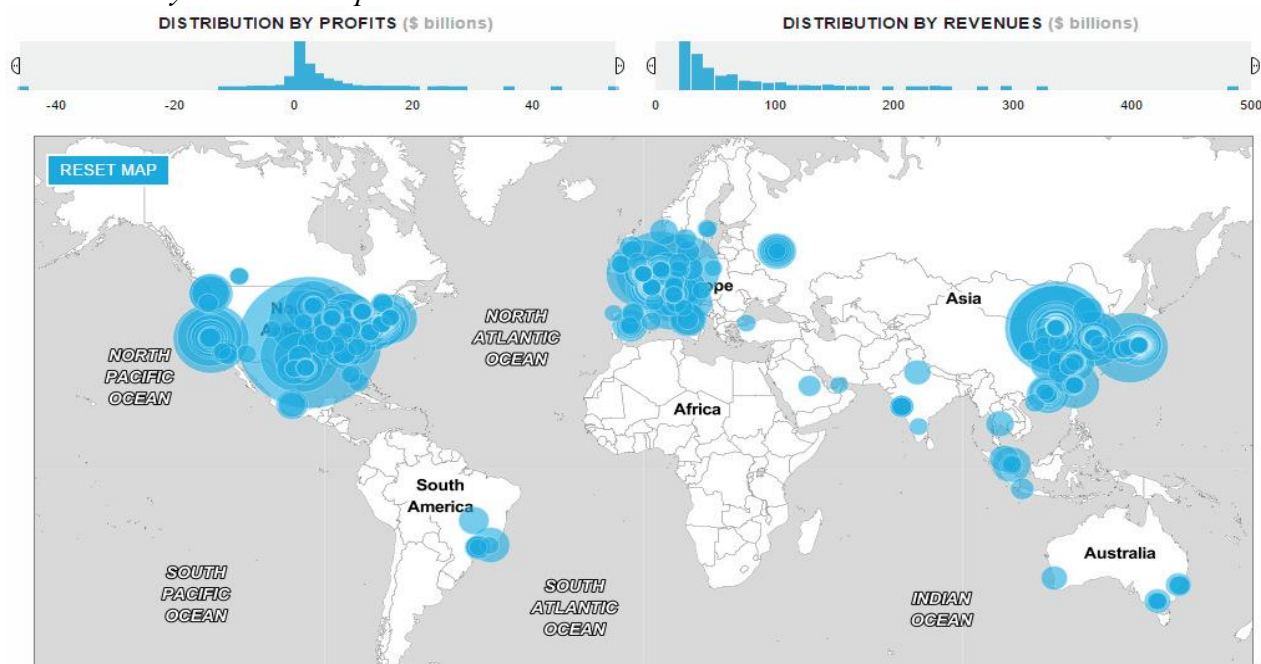 DISTRIBUTION BY PROFITS ($ billions)
DISTRIBUTION BY REVENUES ($ billions)
-40 -20 0 20 40
0 100 200 300 400 500
RESET MAP
Asia
NORTH
ATLANTIC
OCEAN
NORTH
PACIFIC
OCEAN
Africa
South
America
Australia
SOUTH
PACIFIC
OCEAN
SOUTH
ATLANTIC
OCEAN
INDIAN
OCEAN